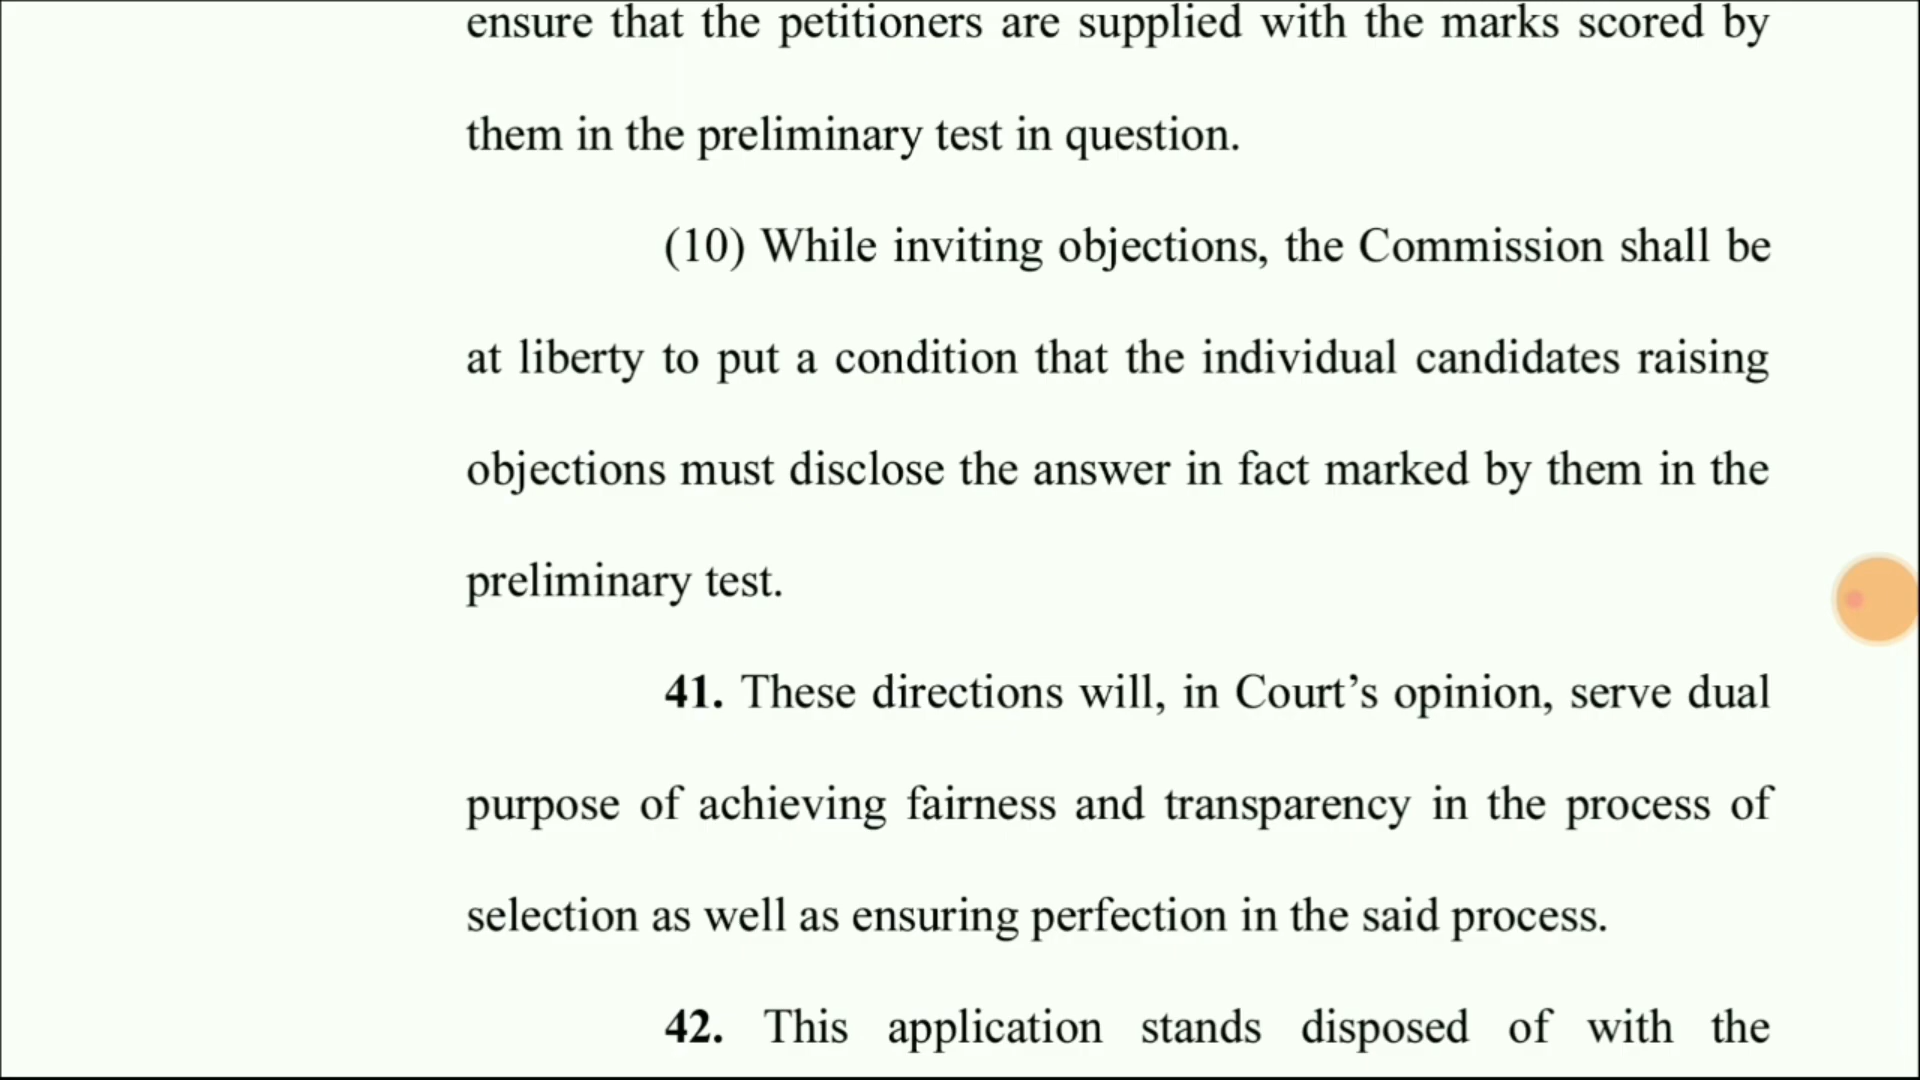 ensure that the petitioners are supplied with the marks scored by
them in the preliminary test in question.
(10) While inviting objections, the Commission shall be
at liberty to put a condition that the individual candidates raising
objections must disclose the answer in fact marked by them in the
preliminary test.
41. These directions will, in Court’s opinion, serve dual
purpose of achieving fairness and transparency in the process of
selection as well as ensuring perfection in the said process.
42. This application stands disposed of with the